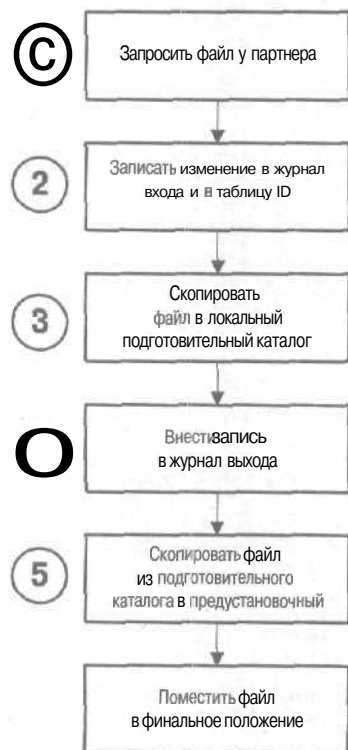 ©
Запросить файл у партнера
2
Записать изменение в журнал
входа и в таблицу ID
3
Скопировать
файл в локальный
подготовительный каталог
О
Внести запись
в журнал выхода
5
Скопировать файл
из подготовительного
каталога в предустановочный
Поместить файл
в финальное положение